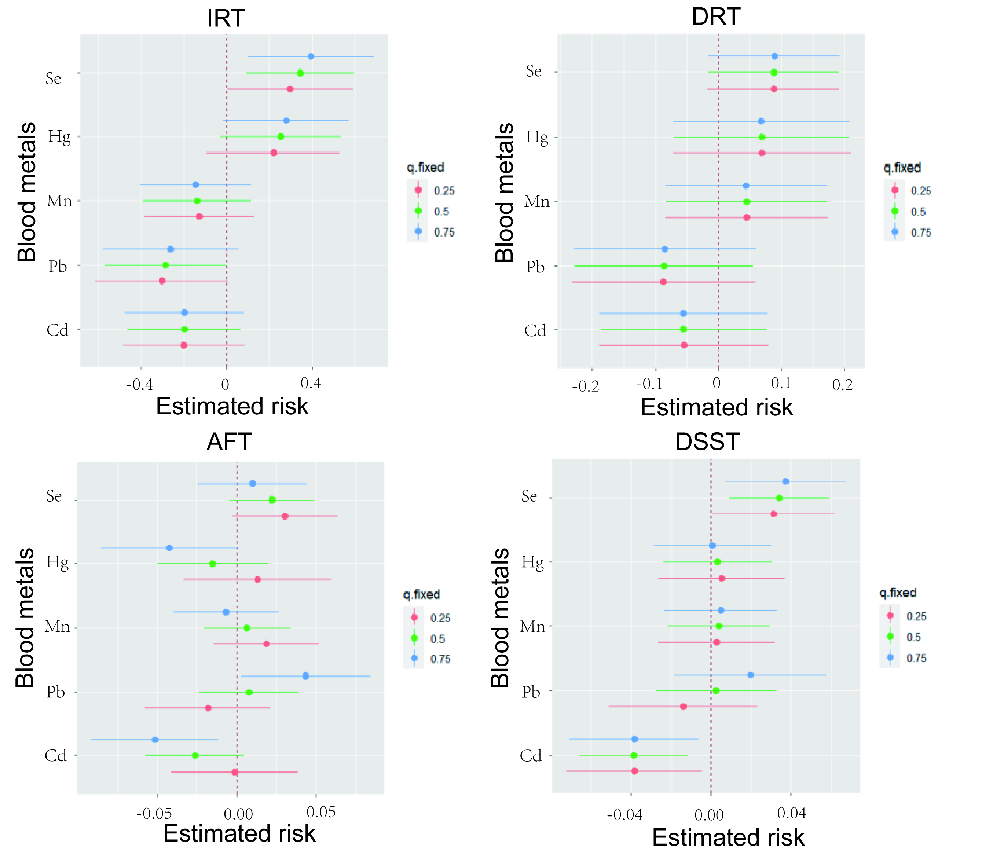 IRT
Blood metals
Se
Hg
Mn
Pb
Cd
-0.4 0 0.4
Estimated risk
q.fixed
0.25
0.5
0.75
DRT
Blood metals
Se
Hg
Mn
Pb
Cd
-0.2 -0.1 0 0.1 0.2
Estimated risk
q.fixed
0.25
0.5
0.75
AFT
Blood metals
Se
Hg
Mn
Pb
Cd
-0.05 0.00 0.05
Estimated risk
q.fixed
0.25
0.5
0.75
DSST
Blood metals
Se
Hg
Mn
Pb
Cd
-0.04 0.00 0.04
Estimated risk
q.fixed
0.25
0.5
0.75